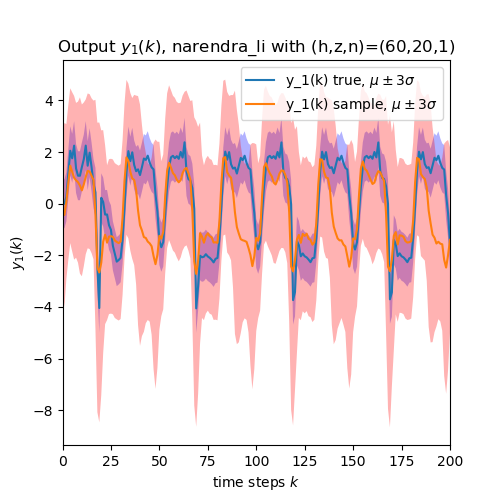 Output y₁(k), narendra_li with (h,z,n)=(60,20,1)
y_1(k) true, μ ± 3σ
y_1(k) sample, μ ± 3σ
y₁(k)
4
2
0
−2
−4
−6
−8
0 25 50 75 100 125 150 175 200
time steps k